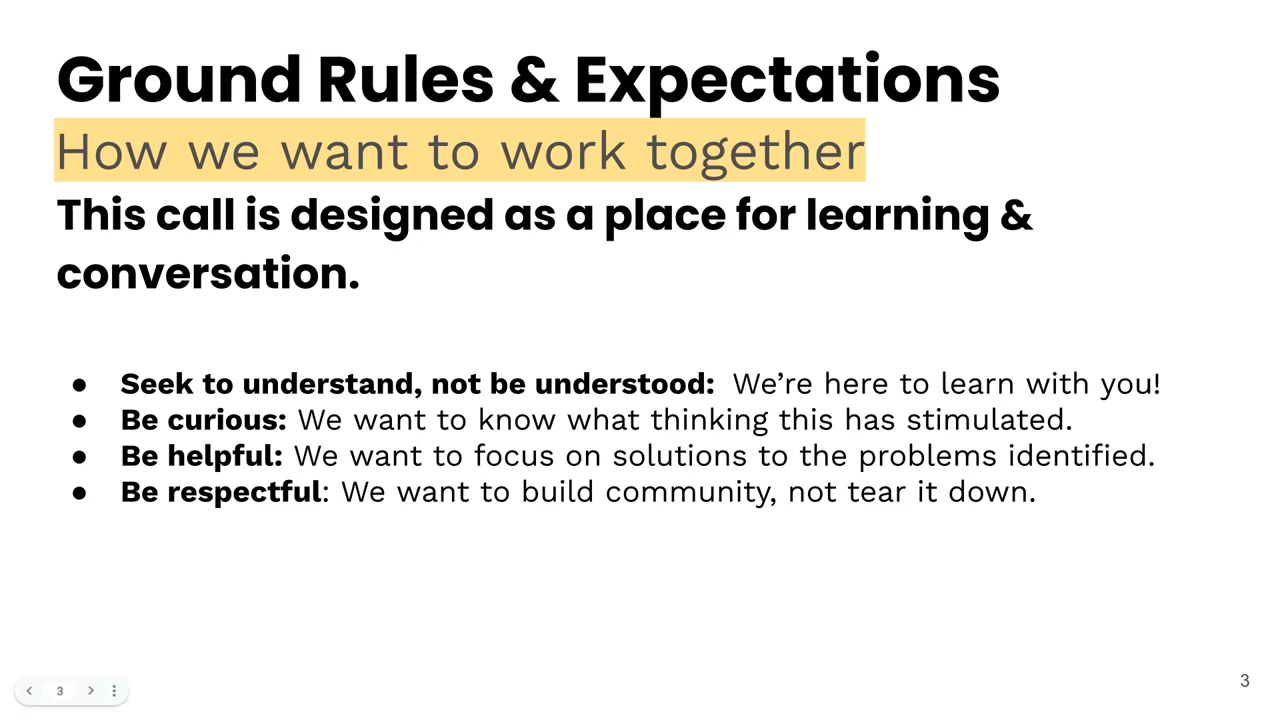 Ground Rules & Expectations
How we want to work together
This call is designed as a place for learning &
conversation.
● Seek to understand, not be understood:  We’re here to learn with you!
● Be curious: We want to know what thinking this has stimulated.
● Be helpful: We want to focus on solutions to the problems identified.
● Be respectful: We want to build community, not tear it down.
3
3